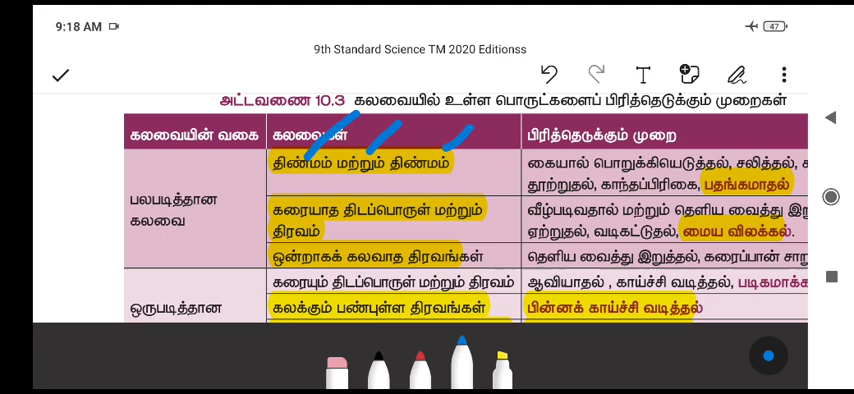 9:18 AM
47
9th Standard Science TM 2020 Editionss
T
அட்டவணை 10.3 கலவையில் உள்ள பொருட்களைப் பிரித்தெடுக்கும் முறைகள்
கலவையின் வகை கலவைகள் பிரித்தெடுக்கும் முறை
பலபடித்தான கலவை
திண்மம் மற்றும் திண்மம்
கையால் பொறுக்கியெடுத்தல், சலித்தல்,
தூற்றுதல், காந்தப்பிரிகை, பதங்கமாதல்
கரையாத திடப்பொருள் மற்றும்
திரவம்
வீழ்படிவதால் மற்றும் தெளிய வைத்து
ஏற்றுதல், வடிகட்டுதல், மைய விலக்கல்.
ஒன்றாகக் கலவாத திரவங்கள்
தெளிய வைத்து இறுத்தல், கரைப்பான்
ஒருபடித்தான
கரையும் திடப்பொருள் மற்றும் திரவம்
ஆவியாதல் , காய்ச்சி வடித்தல்,
கலக்கும் பண்புள்ள திரவங்கள்
பின்னக் காய்ச்சி வடித்தல்